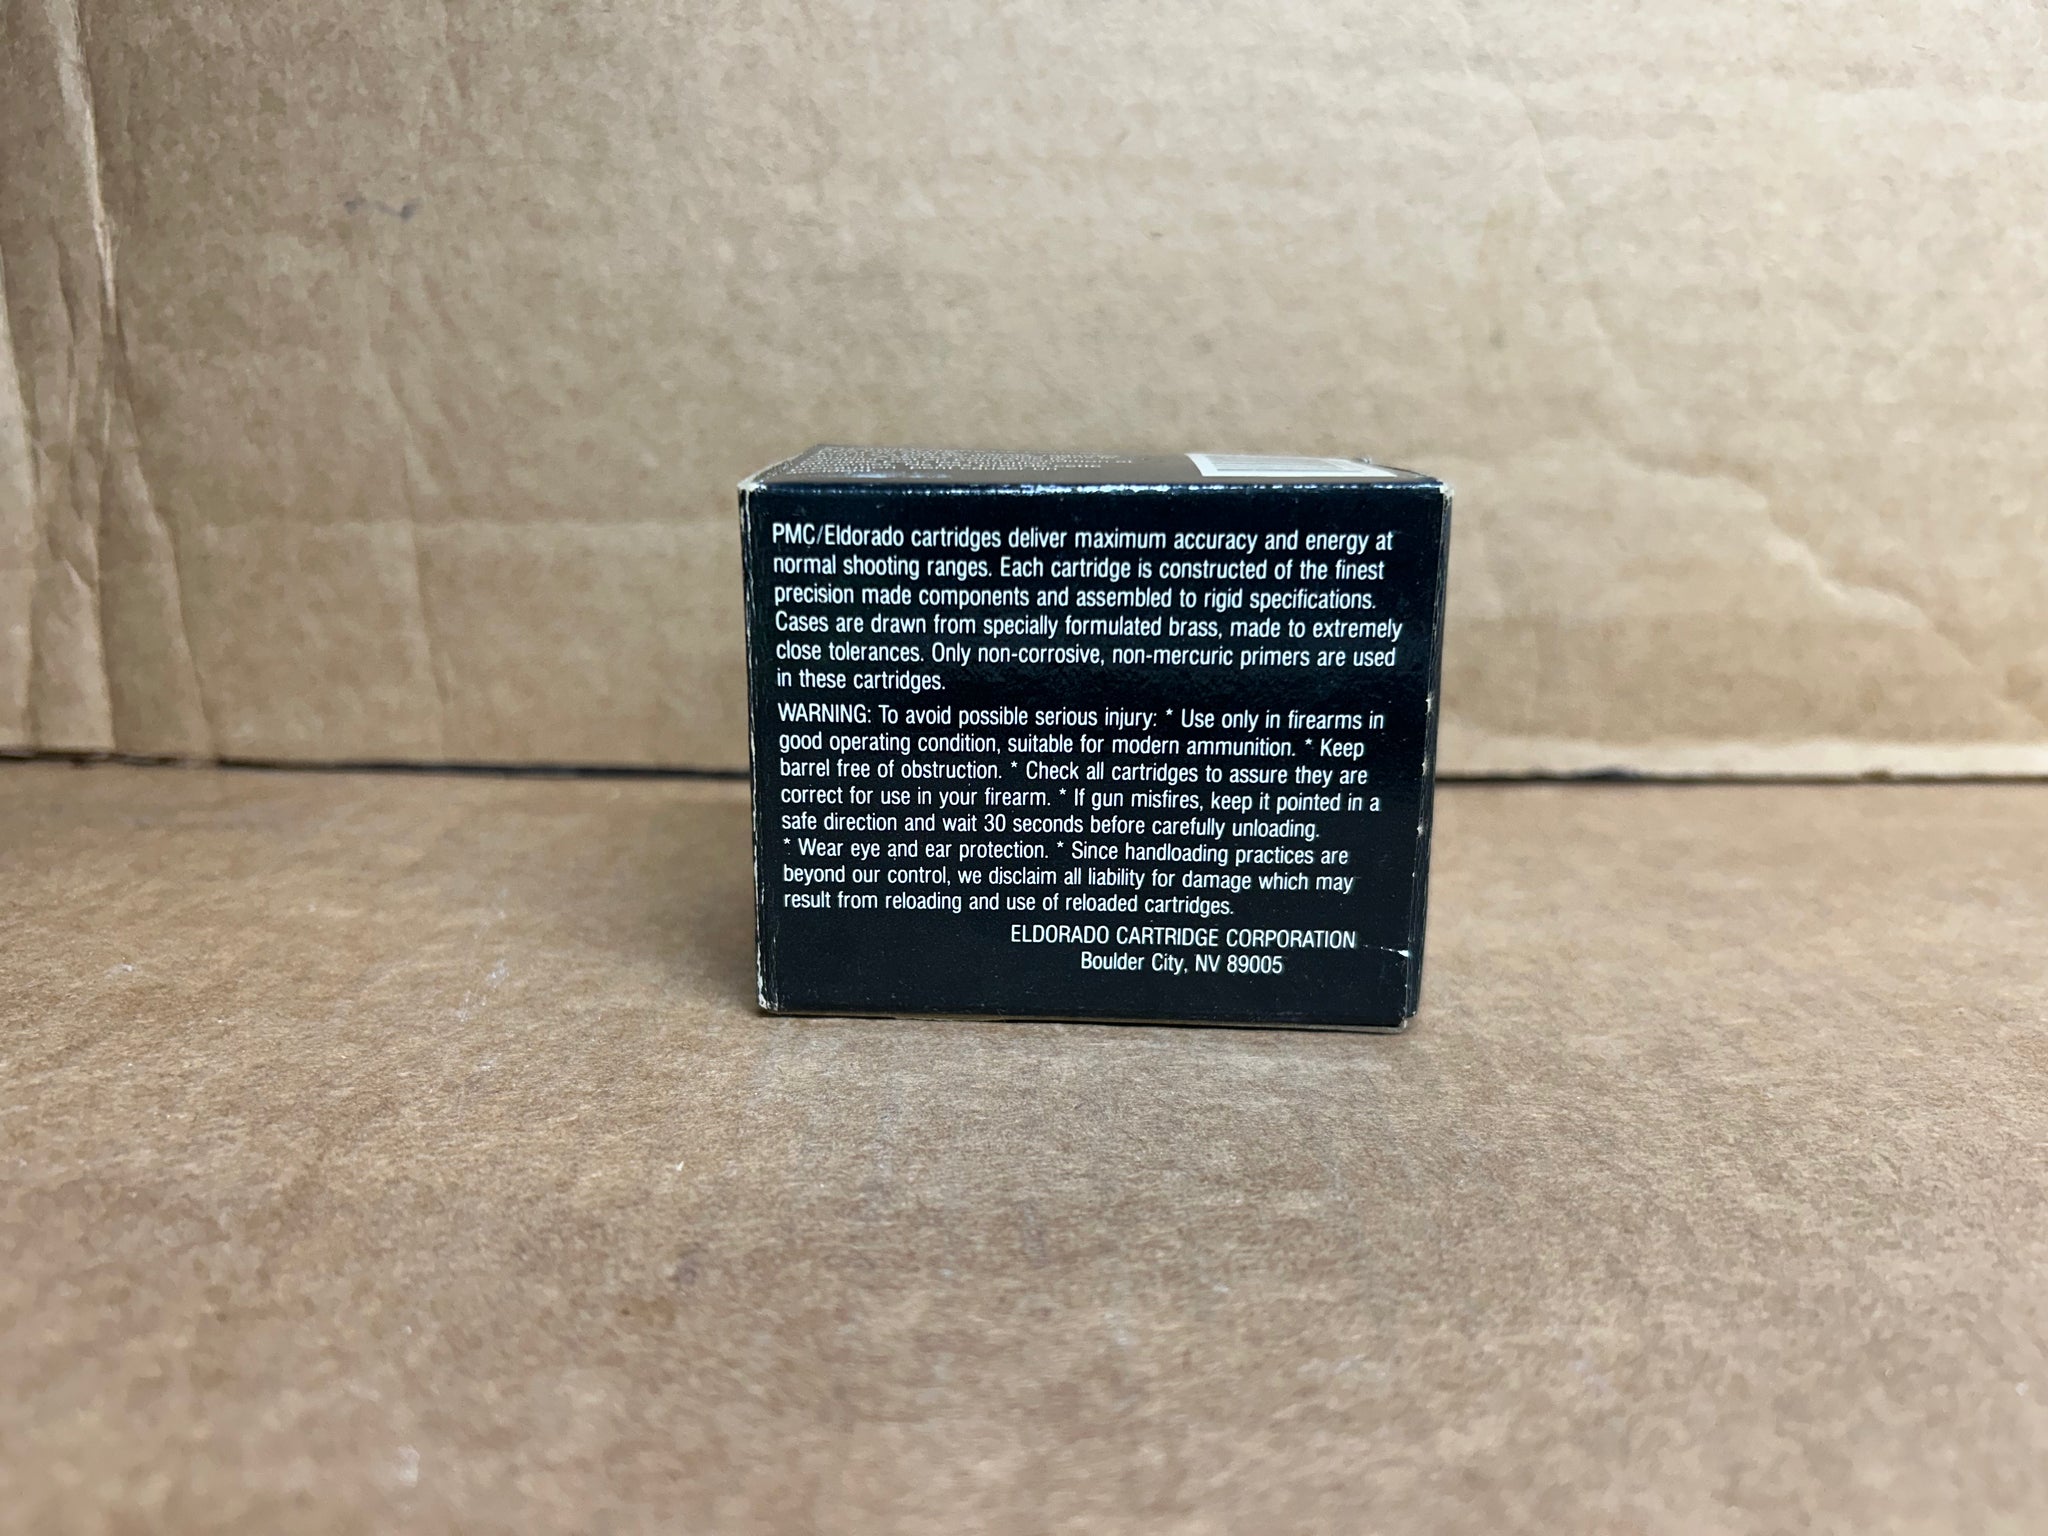 PMC/Eldorado cartridges deliver maximum accuracy and energy at
normal shooting ranges. Each cartridge is constructed of the finest
precision made components and assembled to rigid specifications.
Cases are drawn from specially formulated brass, made to extremely
close tolerances. Only non-corrosive, non-mercuric primers are used
in these cartridges.
WARNING: To avoid possible serious injury: * Use only in firearms in
good operating condition, suitable for modern ammunition. * Keep
barrel free of obstruction. * Check all cartridges to assure they are
correct for use in your firearm. * If gun misfires, keep it pointed in a
safe direction and wait 30 seconds before carefully unloading.
* Wear eye and ear protection. * Since handloading practices are
beyond our control, we disclaim all liability for damage which may
result from reloading and use of reloaded cartridges.
ELDORADO CARTRIDGE CORPORATION
Boulder City, NV 89005